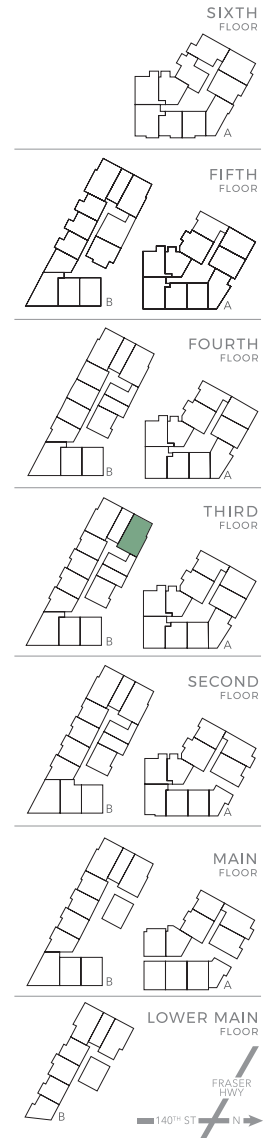 SIXTH
FLOOR
A
FIFTH
FLOOR
B
A
FOURTH
FLOOR
B
A
THIRD
FLOOR
B
A
SECOND
FLOOR
B
A
MAIN
FLOOR
B
A
LOWER MAIN
FLOOR
B
FRASER
HWY
140TH ST
N